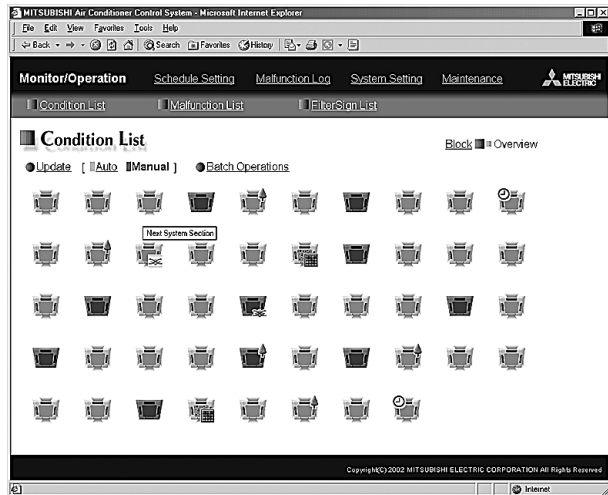 MITSUBISHI Air Conditioner Control System - Microsoft Internet Explorer
File Edit View Favorites Tools Help
Back Search Favorites History
Monitor/Operation Schedule Setting Malfunction Log System Setting Maintenance MITSUBISHI ELECTRIC
Condition List Malfunction List FilterSign List
Condition List Block Overview
Update [ Auto Manual ] Batch Operations
Next System Section
Copyright(C)2002 MITSUBISHI ELECTRIC CORPORATION All Rights Reserved
Internet